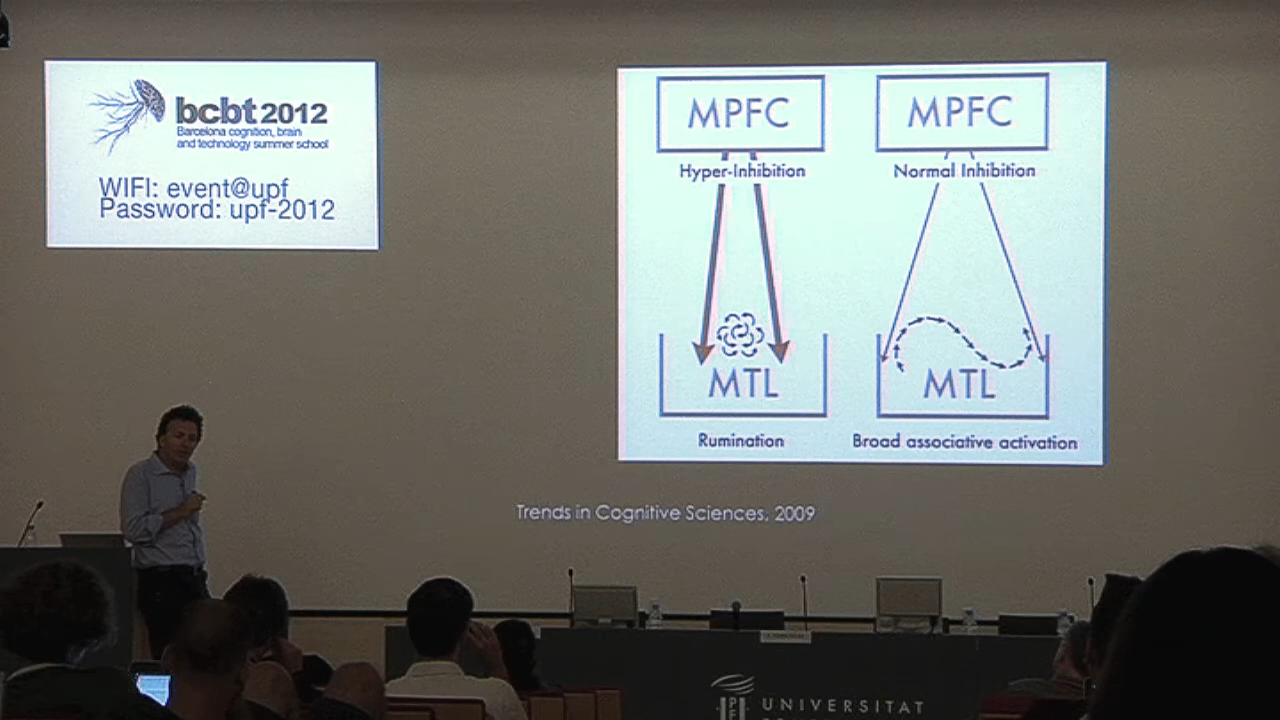 bcbt 2012
Barcelona cognition, brain
and technology summer school
WIFI: event@upf
Password: upf-2012
MPFC
MPFC
Hyper-Inhibition
Normal Inhibition
MTL
MTL
Rumination
Broad associative activation
Trends in Cognitive Sciences, 2009
UNIVERSITAT